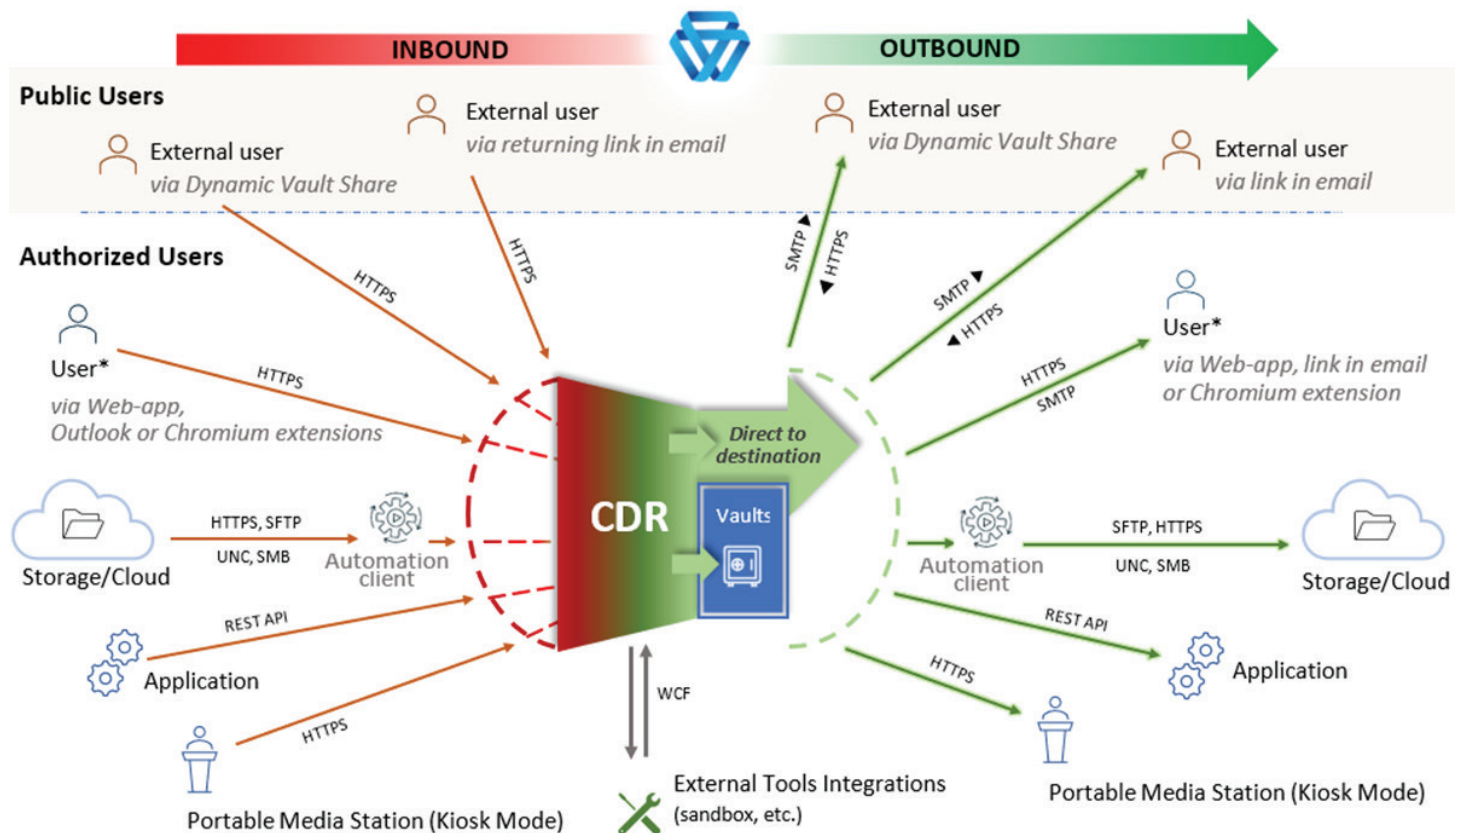 INBOUND
OUTBOUND
Public Users
External user
via Dynamic Vault Share
External user
via returning link in email
External user
via Dynamic Vault Share
External user
via link in email
Authorized Users
HTTPS
HTTPS
SMTP ▲
▼ HTTPS
SMTP ▲
▼ HTTPS
User*
via Web-app,
Outlook or Chromium extensions
HTTPS
User*
via Web-app, link in email
or Chromium extension
HTTPS
SMTP
CDR
Direct to
destination
Vaults
Storage/Cloud
HTTPS, SFTP
UNC, SMB
Automation
client
Automation
client
SFTP, HTTPS
UNC, SMB
Storage/Cloud
REST API
Application
REST API
Application
HTTPS
Portable Media Station (Kiosk Mode)
WCF
External Tools Integrations
(sandbox, etc.)
HTTPS
Portable Media Station (Kiosk Mode)